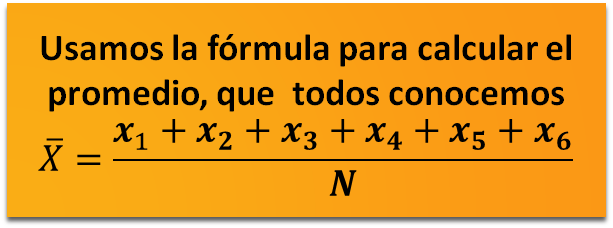 Usamos la fórmula para calcular el
promedio, que todos conocemos
X̄ = (x₁ + x₂ + x₃ + x₄ + x₅ + x₆) / N